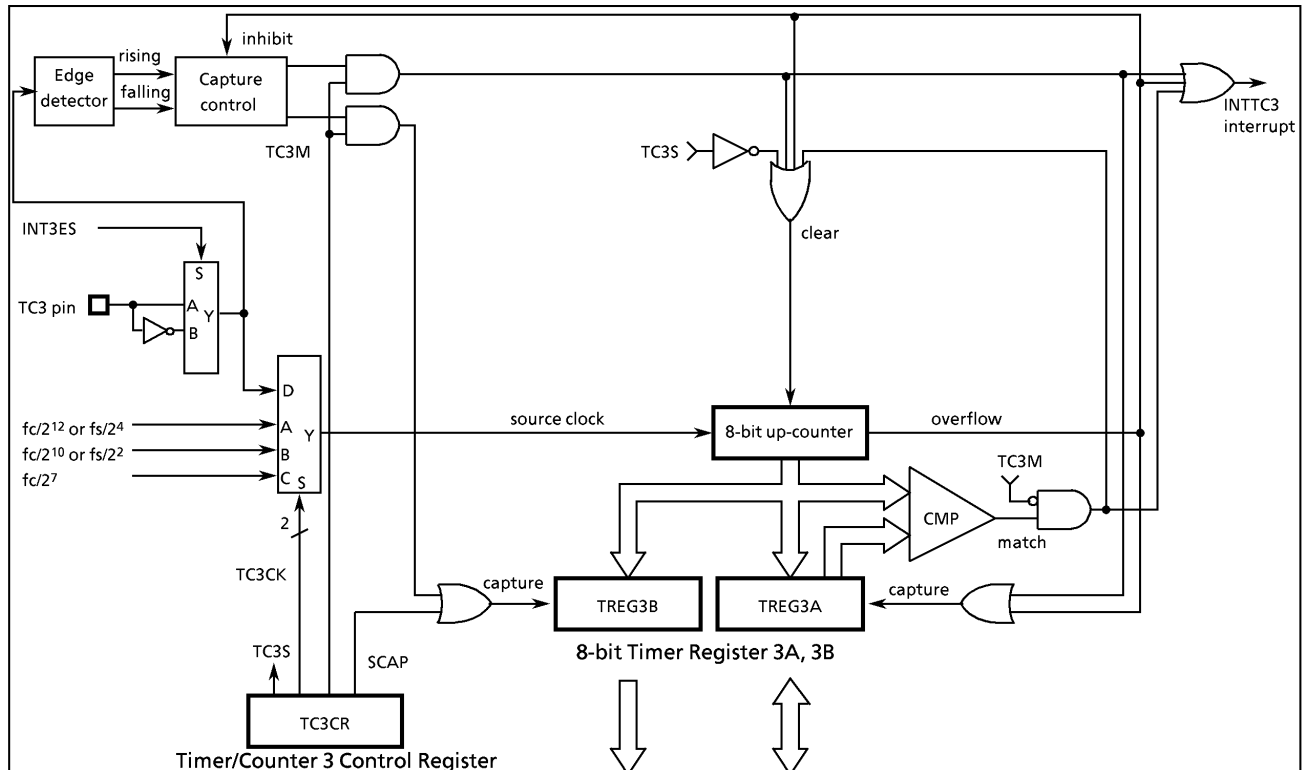 inhibit
rising
Edge
detector
falling
Capture
control
TC3M
TC3S
INTTC3
interrupt
clear
INT3ES
S
TC3 pin
A
Y
B
D
fc/2¹² or fs/2⁴
A
Y
source clock
8-bit up-counter
overflow
fc/2¹⁰ or fs/2²
B
fc/2⁷
C
S
TC3M
2
CMP
match
TC3CK
capture
TREG3B
TREG3A
capture
8-bit Timer Register 3A, 3B
TC3S
SCAP
TC3CR
Timer/Counter 3 Control Register